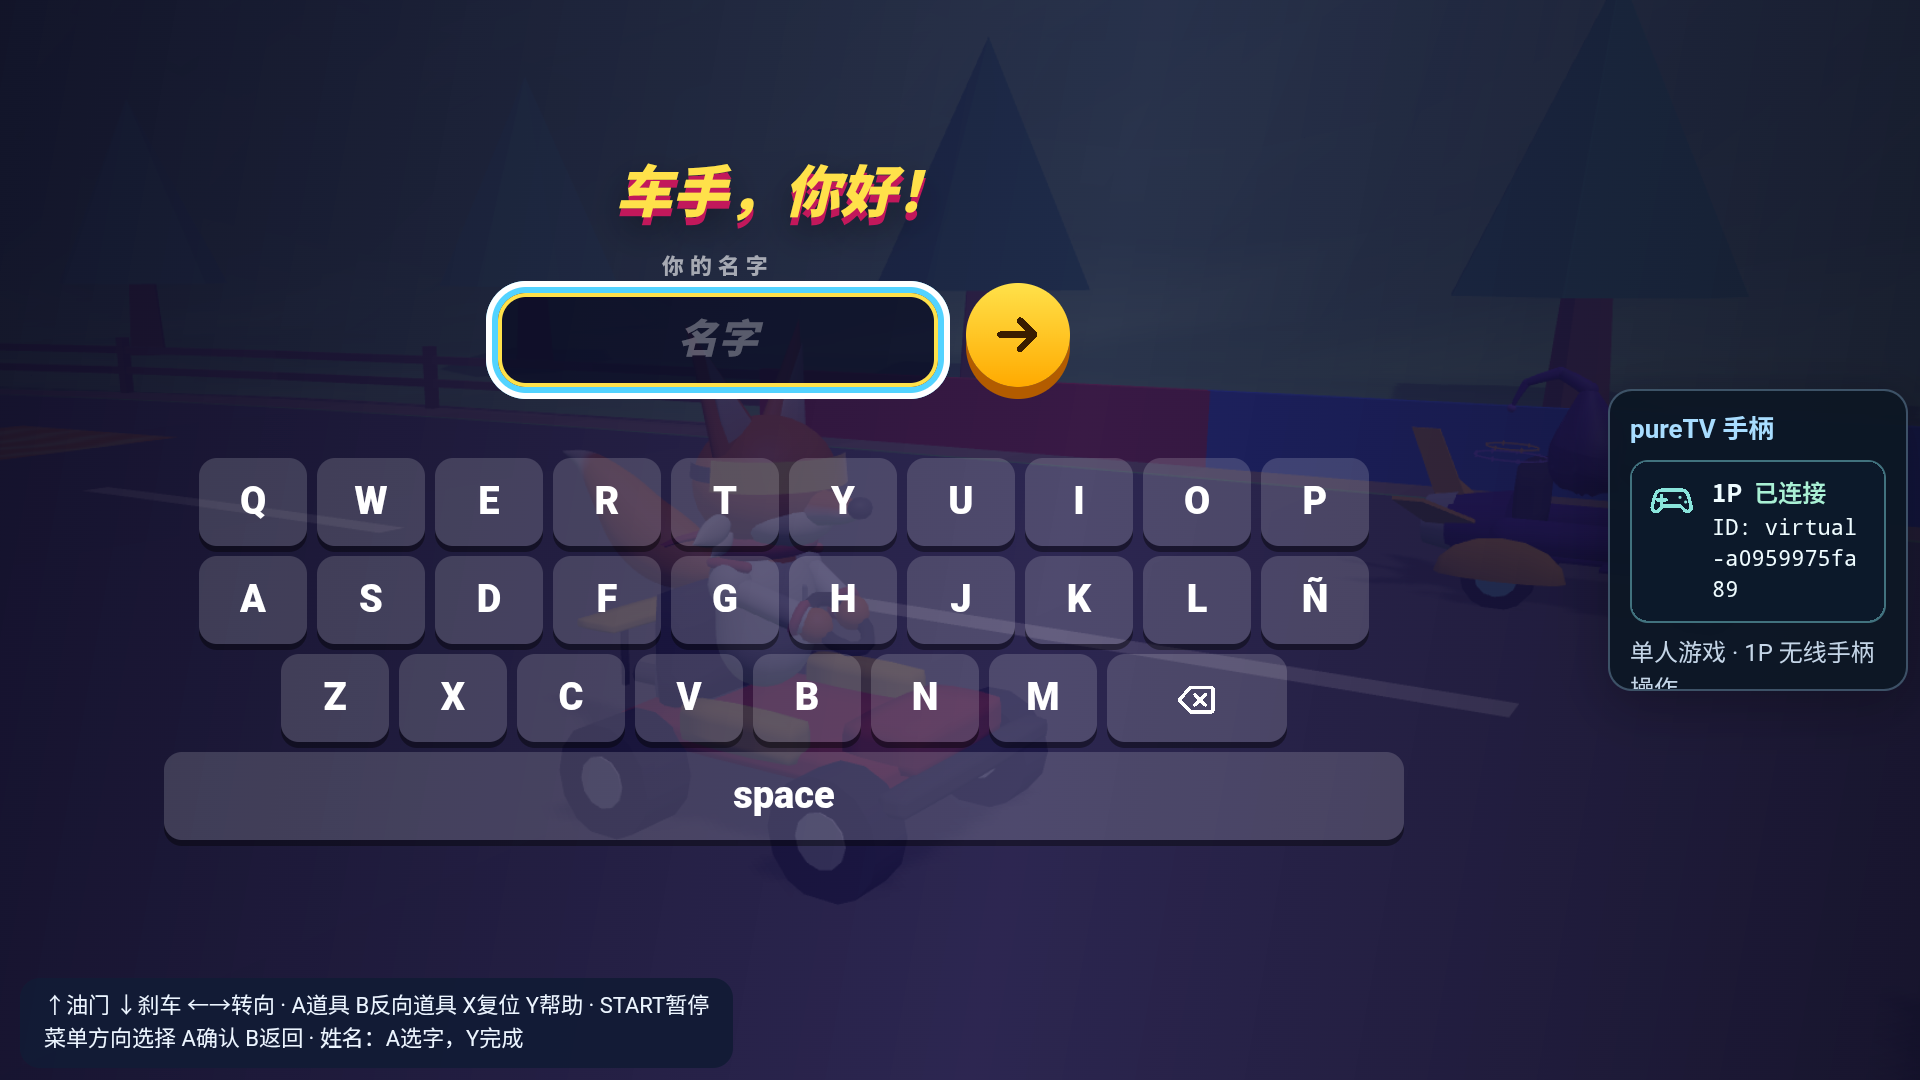 车手，你好！
你的名字
名字
Q W E R T Y U I O P
A S D F G H J K L Ñ
Z X C V B N M
space
pureTV 手柄
1P 已连接
ID: virtual
-a0959975fa
89
单人游戏 · 1P 无线手柄
操作
↑油门 ↓刹车 ←→转向 · A道具 B反向道具 X复位 Y帮助 · START暂停
菜单方向选择 A确认 B返回 · 姓名：A选字，Y完成